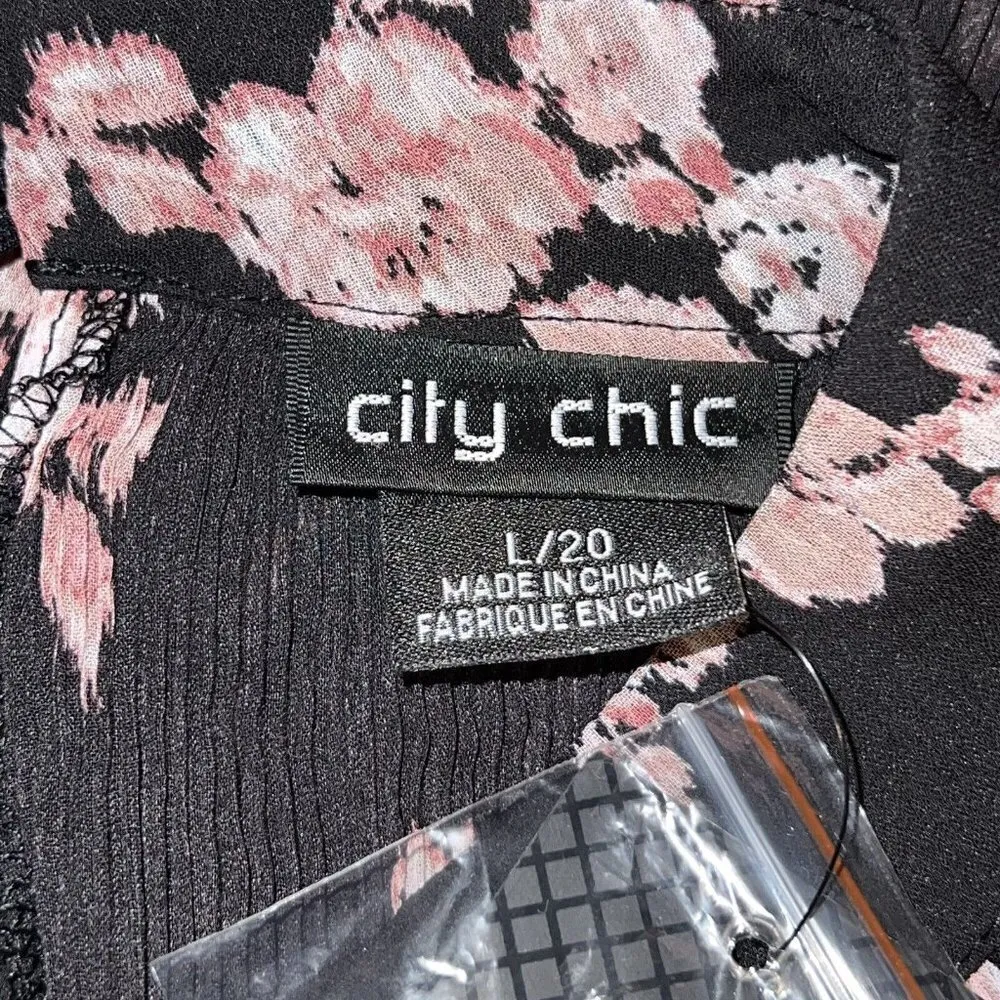 city chic
L/20
MADE IN CHINA
FABRIQUE EN CHINE